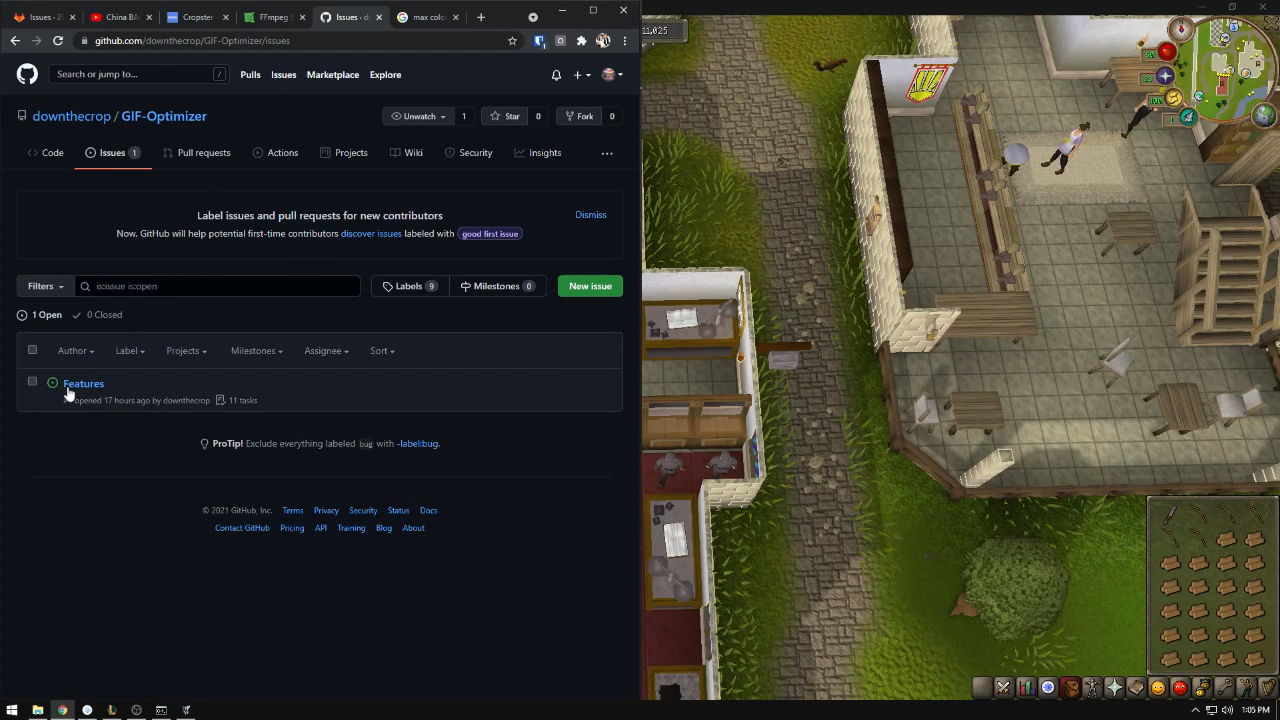 Issues · 2
China BA
Cropster
FFmpeg
Issues · d
max colo
github.com/downthecrop/GIF-Optimizer/issues
Search or jump to... /
Pulls
Issues
Marketplace
Explore
downthecrop / GIF-Optimizer
Unwatch 1
Star 0
Fork 0
Code
Issues 1
Pull requests
Actions
Projects
Wiki
Security
Insights
Label issues and pull requests for new contributors
Dismiss
Now, GitHub will help potential first-time contributors discover issues labeled with good first issue
Filters
is:issue is:open
Labels 9
Milestones 0
New issue
1 Open
0 Closed
Author
Label
Projects
Milestones
Assignee
Sort
Features
opened 17 hours ago by downthecrop
11 tasks
ProTip! Exclude everything labeled bug with -label:bug.
© 2021 GitHub, Inc.
Terms
Privacy
Security
Status
Docs
Contact GitHub
Pricing
API
Training
Blog
About
1:05 PM